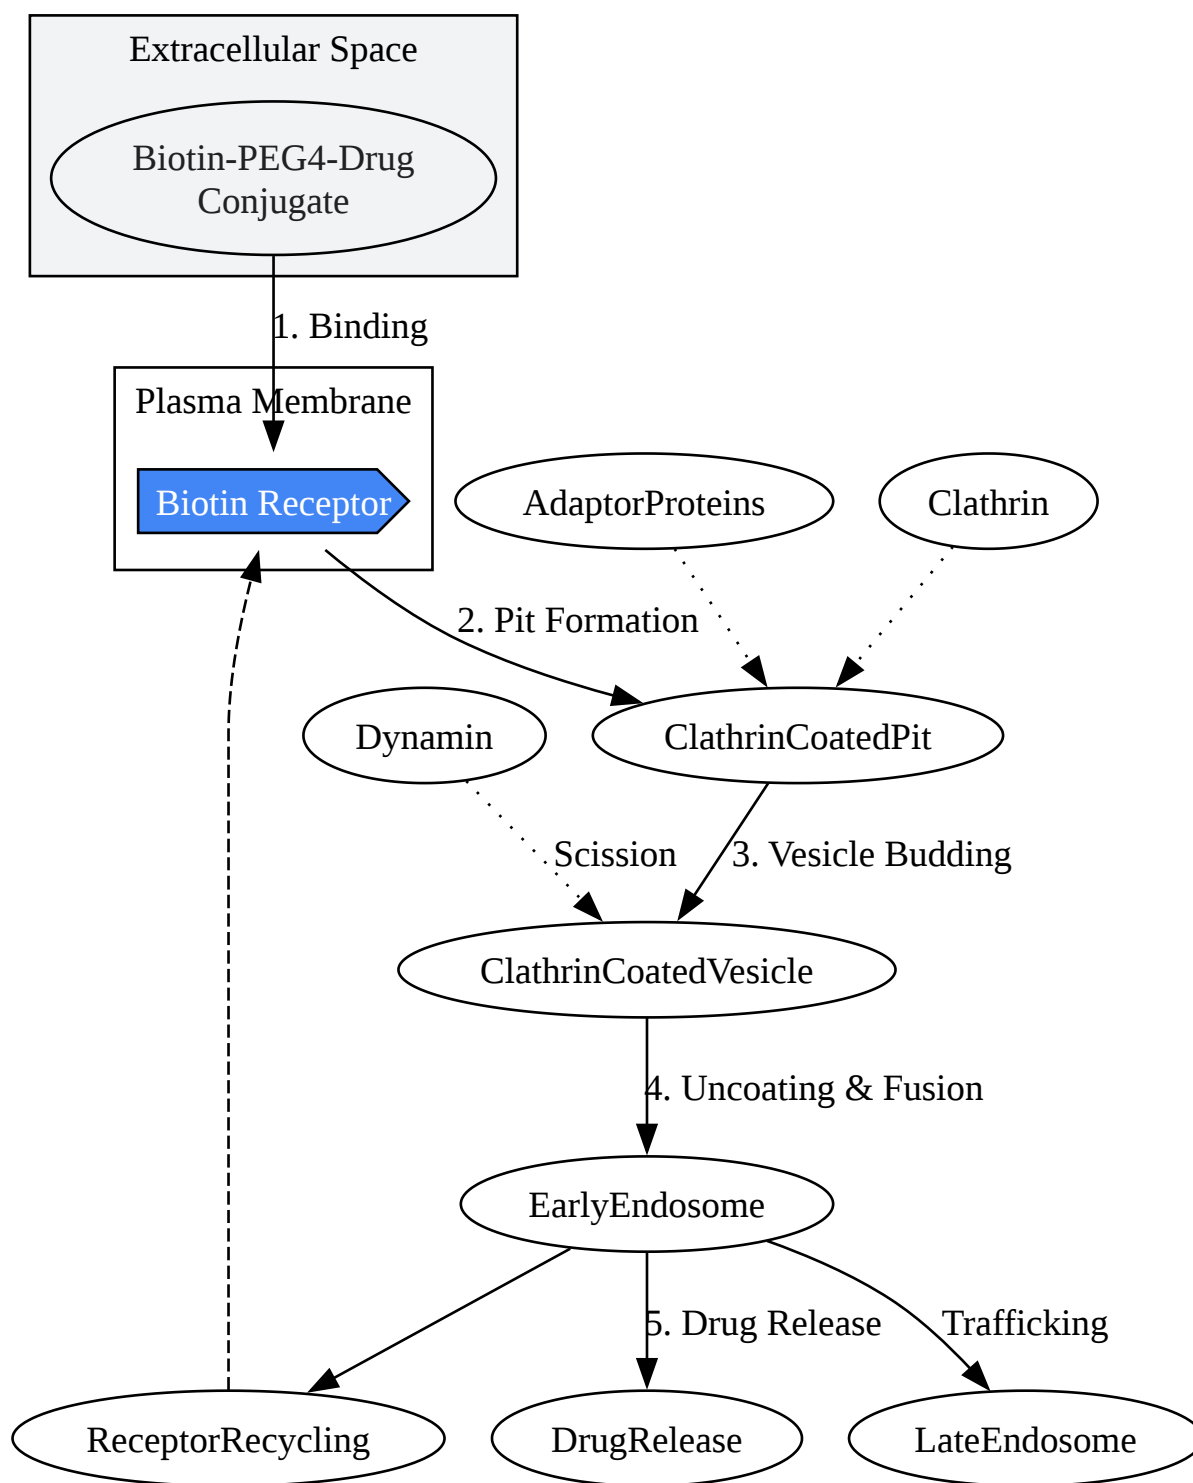 Extracellular Space
Biotin-PEG4-Drug
Conjugate
1. Binding
Plasma Membrane
Biotin Receptor
AdaptorProteins
Clathrin
2. Pit Formation
Dynamin
ClathrinCoatedPit
Scission
3. Vesicle Budding
ClathrinCoatedVesicle
4. Uncoating & Fusion
EarlyEndosome
5. Drug Release
Trafficking
ReceptorRecycling
DrugRelease
LateEndosome